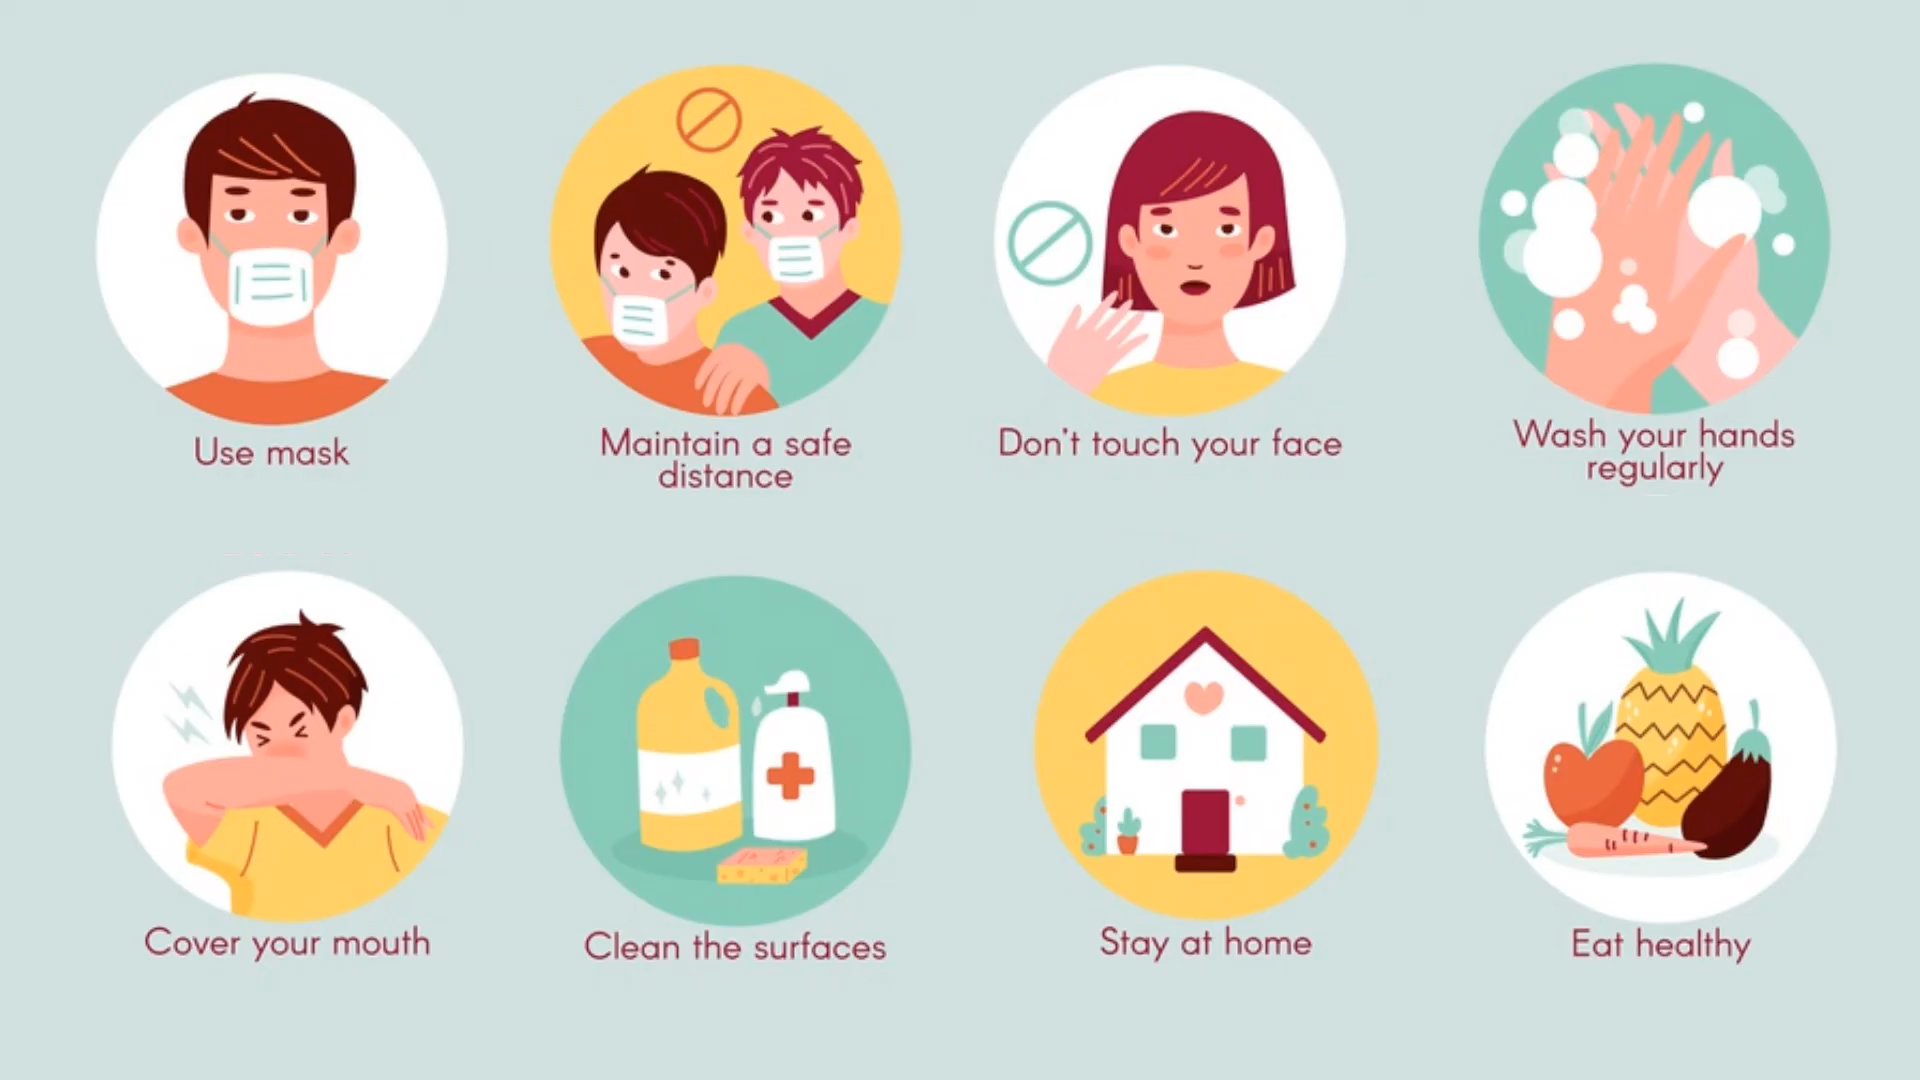 Use mask
Maintain a safe
distance
Don't touch your face
Wash your hands
regularly
Cover your mouth
Clean the surfaces
Stay at home
Eat healthy